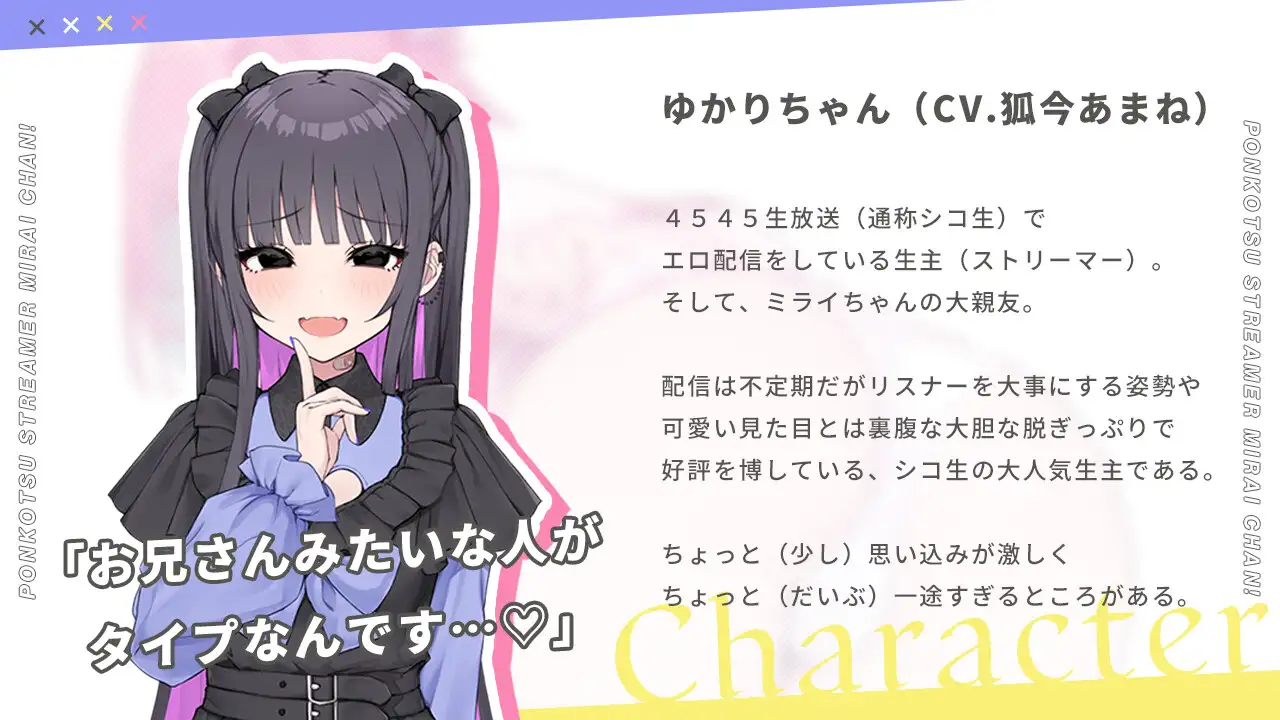 ゆかりちゃん（CV.狐今あまね）
４５４５生放送（通称シコ生）で
エロ配信をしている生主（ストリーマー）。
そして、ミライちゃんの大親友。
配信は不定期だがリスナーを大事にする姿勢や
可愛い見た目とは裏腹な大胆な脱ぎっぷりで
好評を博している、シコ生の大人気生主である。
ちょっと（少し）思い込みが激しく
ちょっと（だいぶ）一途すぎるところがある。
「お兄さんみたいな人が
タイプなんです…♡」
Character
PONKOTSU STREAMER MIRAI CHAN!
PONKOTSU STREAMER MIRAI CHAN!